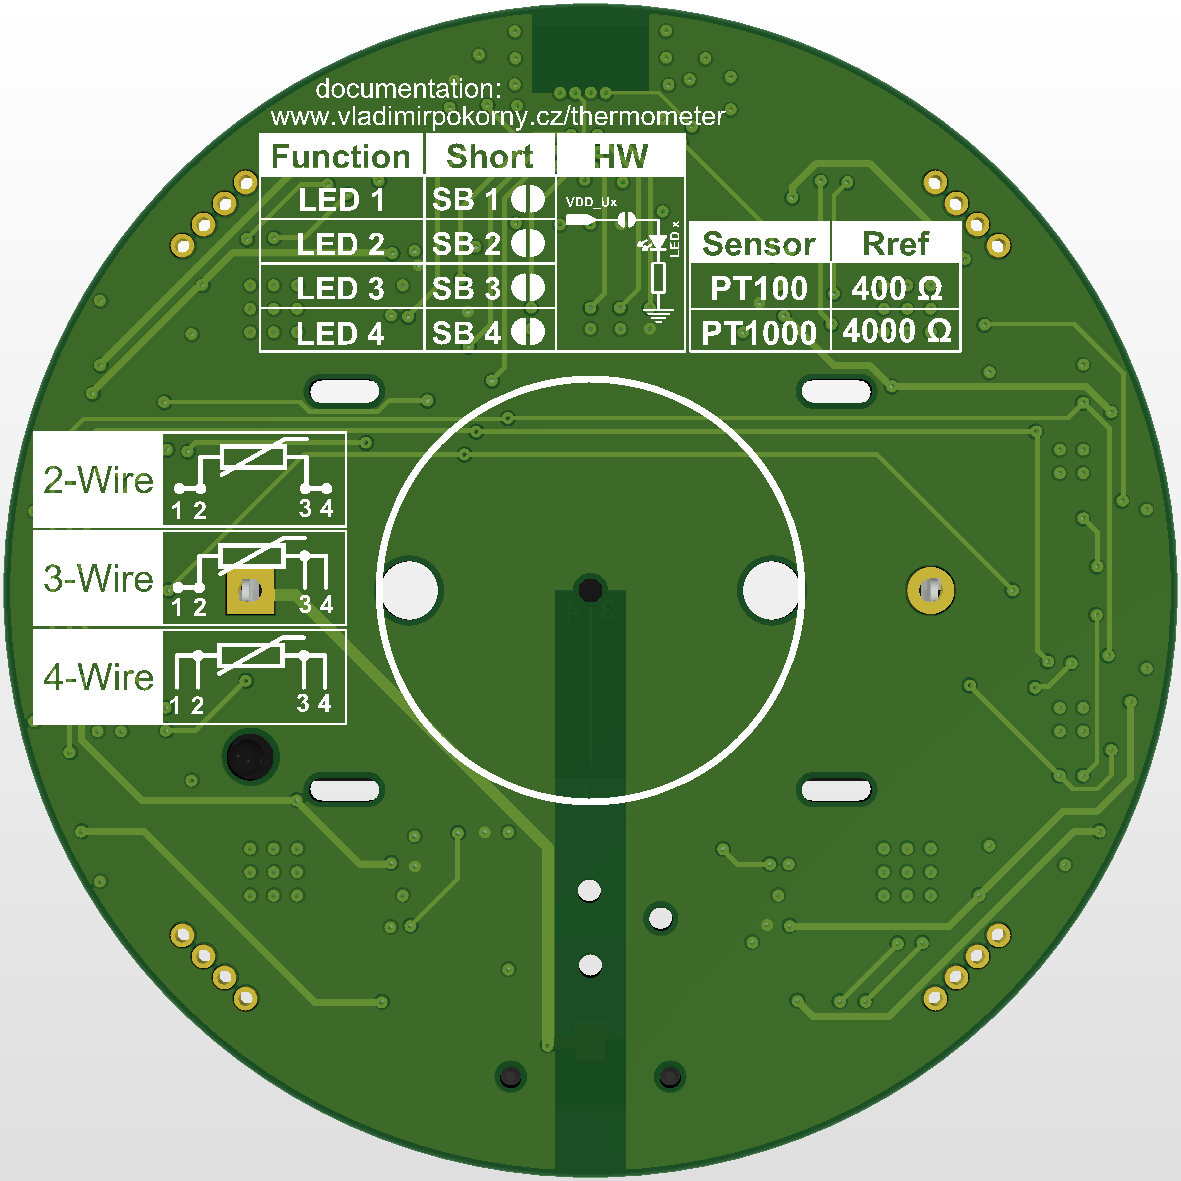 documentation:
www.vladimirpokorny.cz/thermometer
Function Short HW
LED 1 SB 1
LED 2 SB 2
LED 3 SB 3
LED 4 SB 4
VDD_Ux
LED x
Sensor Rref
PT100 400 Ω
PT1000 4000 Ω
2-Wire
1 2 3 4
3-Wire
1 2 3 4
4-Wire
1 2 3 4
4 3